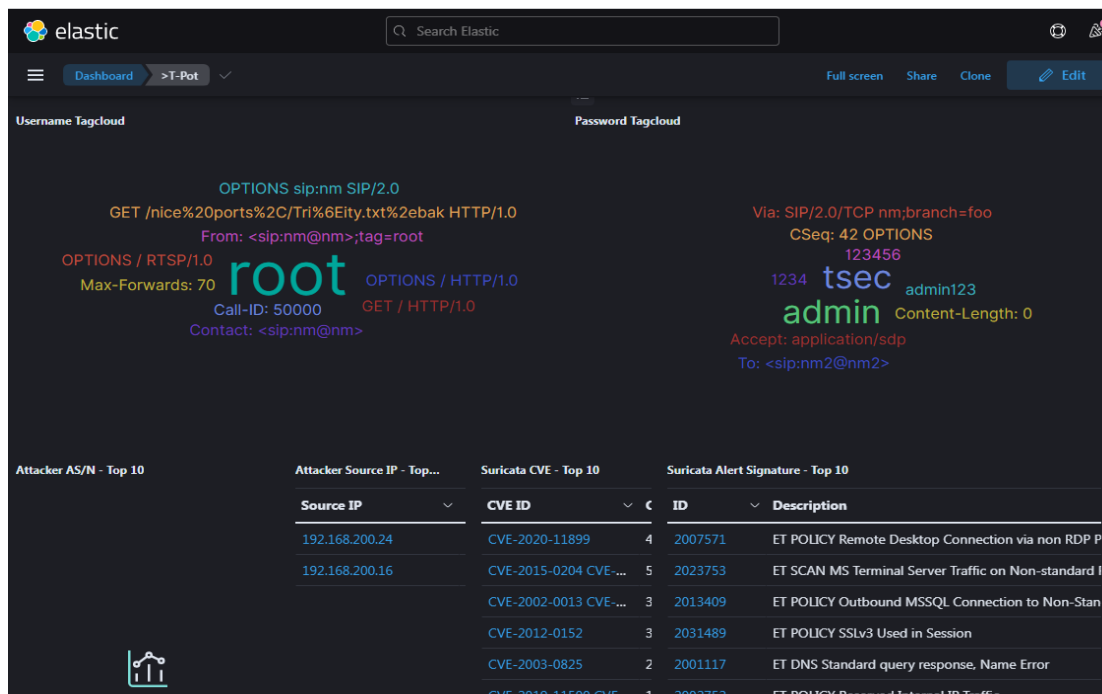 elastic
Search Elastic
Dashboard
>T-Pot
Full screen
Share
Clone
Edit
Username Tagcloud
OPTIONS sip:nm SIP/2.0
GET /nice%20ports%2C/Tri%6Eity.txt%2ebak HTTP/1.0
From: <sip:nm@nm>;tag=root
OPTIONS / RTSP/1.0
root
OPTIONS / HTTP/1.0
Max-Forwards: 70
Call-ID: 50000
GET / HTTP/1.0
Contact: <sip:nm@nm>
Password Tagcloud
Via: SIP/2.0/TCP nm;branch=foo
CSeq: 42 OPTIONS
123456
1234
tsec
admin123
admin
Content-Length: 0
Accept: application/sdp
To: <sip:nm2@nm2>
Attacker AS/N - Top 10
Attacker Source IP - Top...
Source IP
192.168.200.24
192.168.200.16
Suricata CVE - Top 10
CVE ID C
CVE-2020-11899 4
CVE-2015-0204 CVE-... 5
CVE-2002-0013 CVE-... 3
CVE-2012-0152 3
CVE-2003-0825 2
Suricata Alert Signature - Top 10
ID Description
2007571 ET POLICY Remote Desktop Connection via non RDP P
2023753 ET SCAN MS Terminal Server Traffic on Non-standard
2013409 ET POLICY Outbound MSSQL Connection to Non-Stan
2031489 ET POLICY SSLv3 Used in Session
2001117 ET DNS Standard query response, Name Error
ET POLICY Reserved Internal IP Traffic